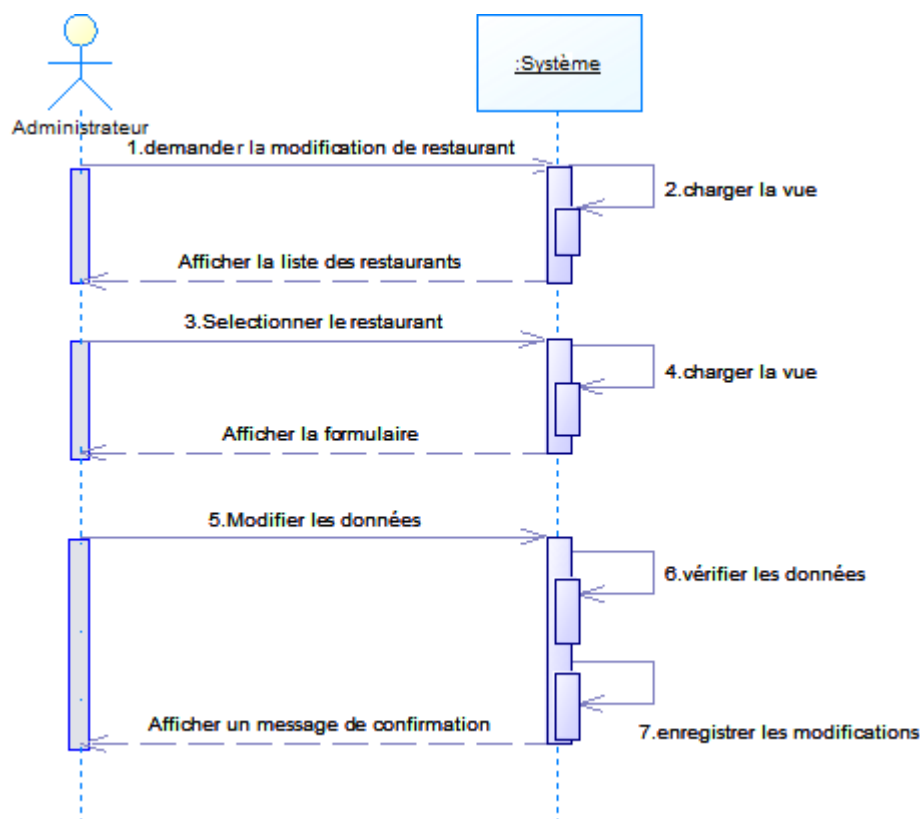 :Système
Administrateur
1.demander la modification de restaurant
2.charger la vue
Afficher la liste des restaurants
3.Selectionner le restaurant
4.charger la vue
Afficher la formulaire
5.Modifier les données
6.vérifier les données
Afficher un message de confirmation
7.enregistrer les modifications